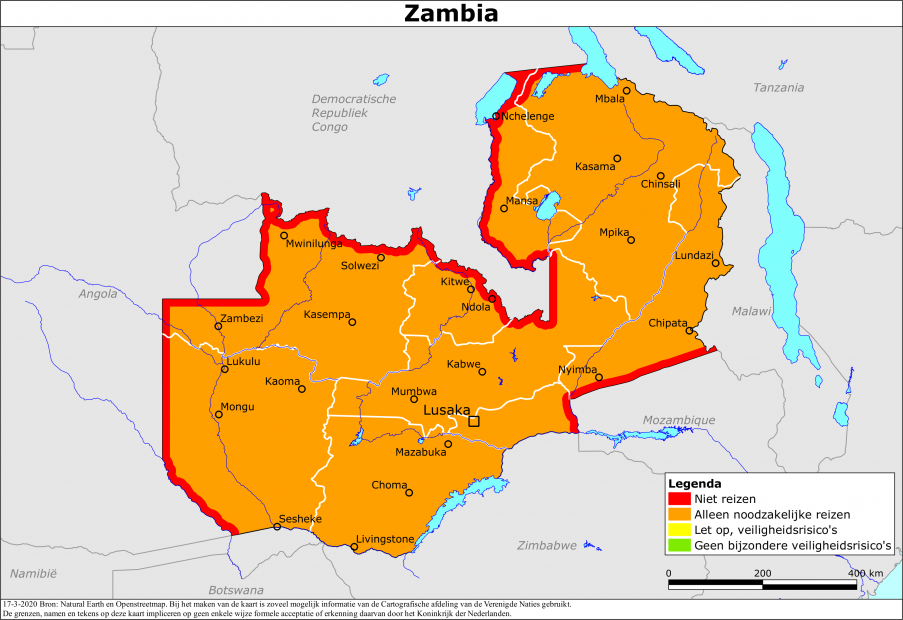 Zambia
Democratische
Republiek
Congo
Tanzania
Mbala
Nchelenge
Kasama
Chinsali
Mansa
Mpika
Mwinilunga
Solwezi
Lundazi
Kitwe
Angola
Ndola
Malawi
Zambezi
Kasempa
Chipata
Lukulu
Kabwe
Nyimba
Kaoma
Mumbwa
Mongu
Lusaka
Mozambique
Mazabuka
Choma
Sesheke
Livingstone
Zimbabwe
Namibië
Botswana
Legenda
Niet reizen
Alleen noodzakelijke reizen
Let op, veiligheidsrisico's
Geen bijzondere veiligheidsrisico's
0 200 400 km
17-3-2020 Bron: Natural Earth en Openstreetmap. Bij het maken van de kaart is zoveel mogelijk informatie van de Cartografische afdeling van de Verenigde Naties gebruikt.
De grenzen, namen en tekens op deze kaart impliceren op geen enkele wijze formele acceptatie of erkenning daarvan door het Koninkrijk der Nederlanden.